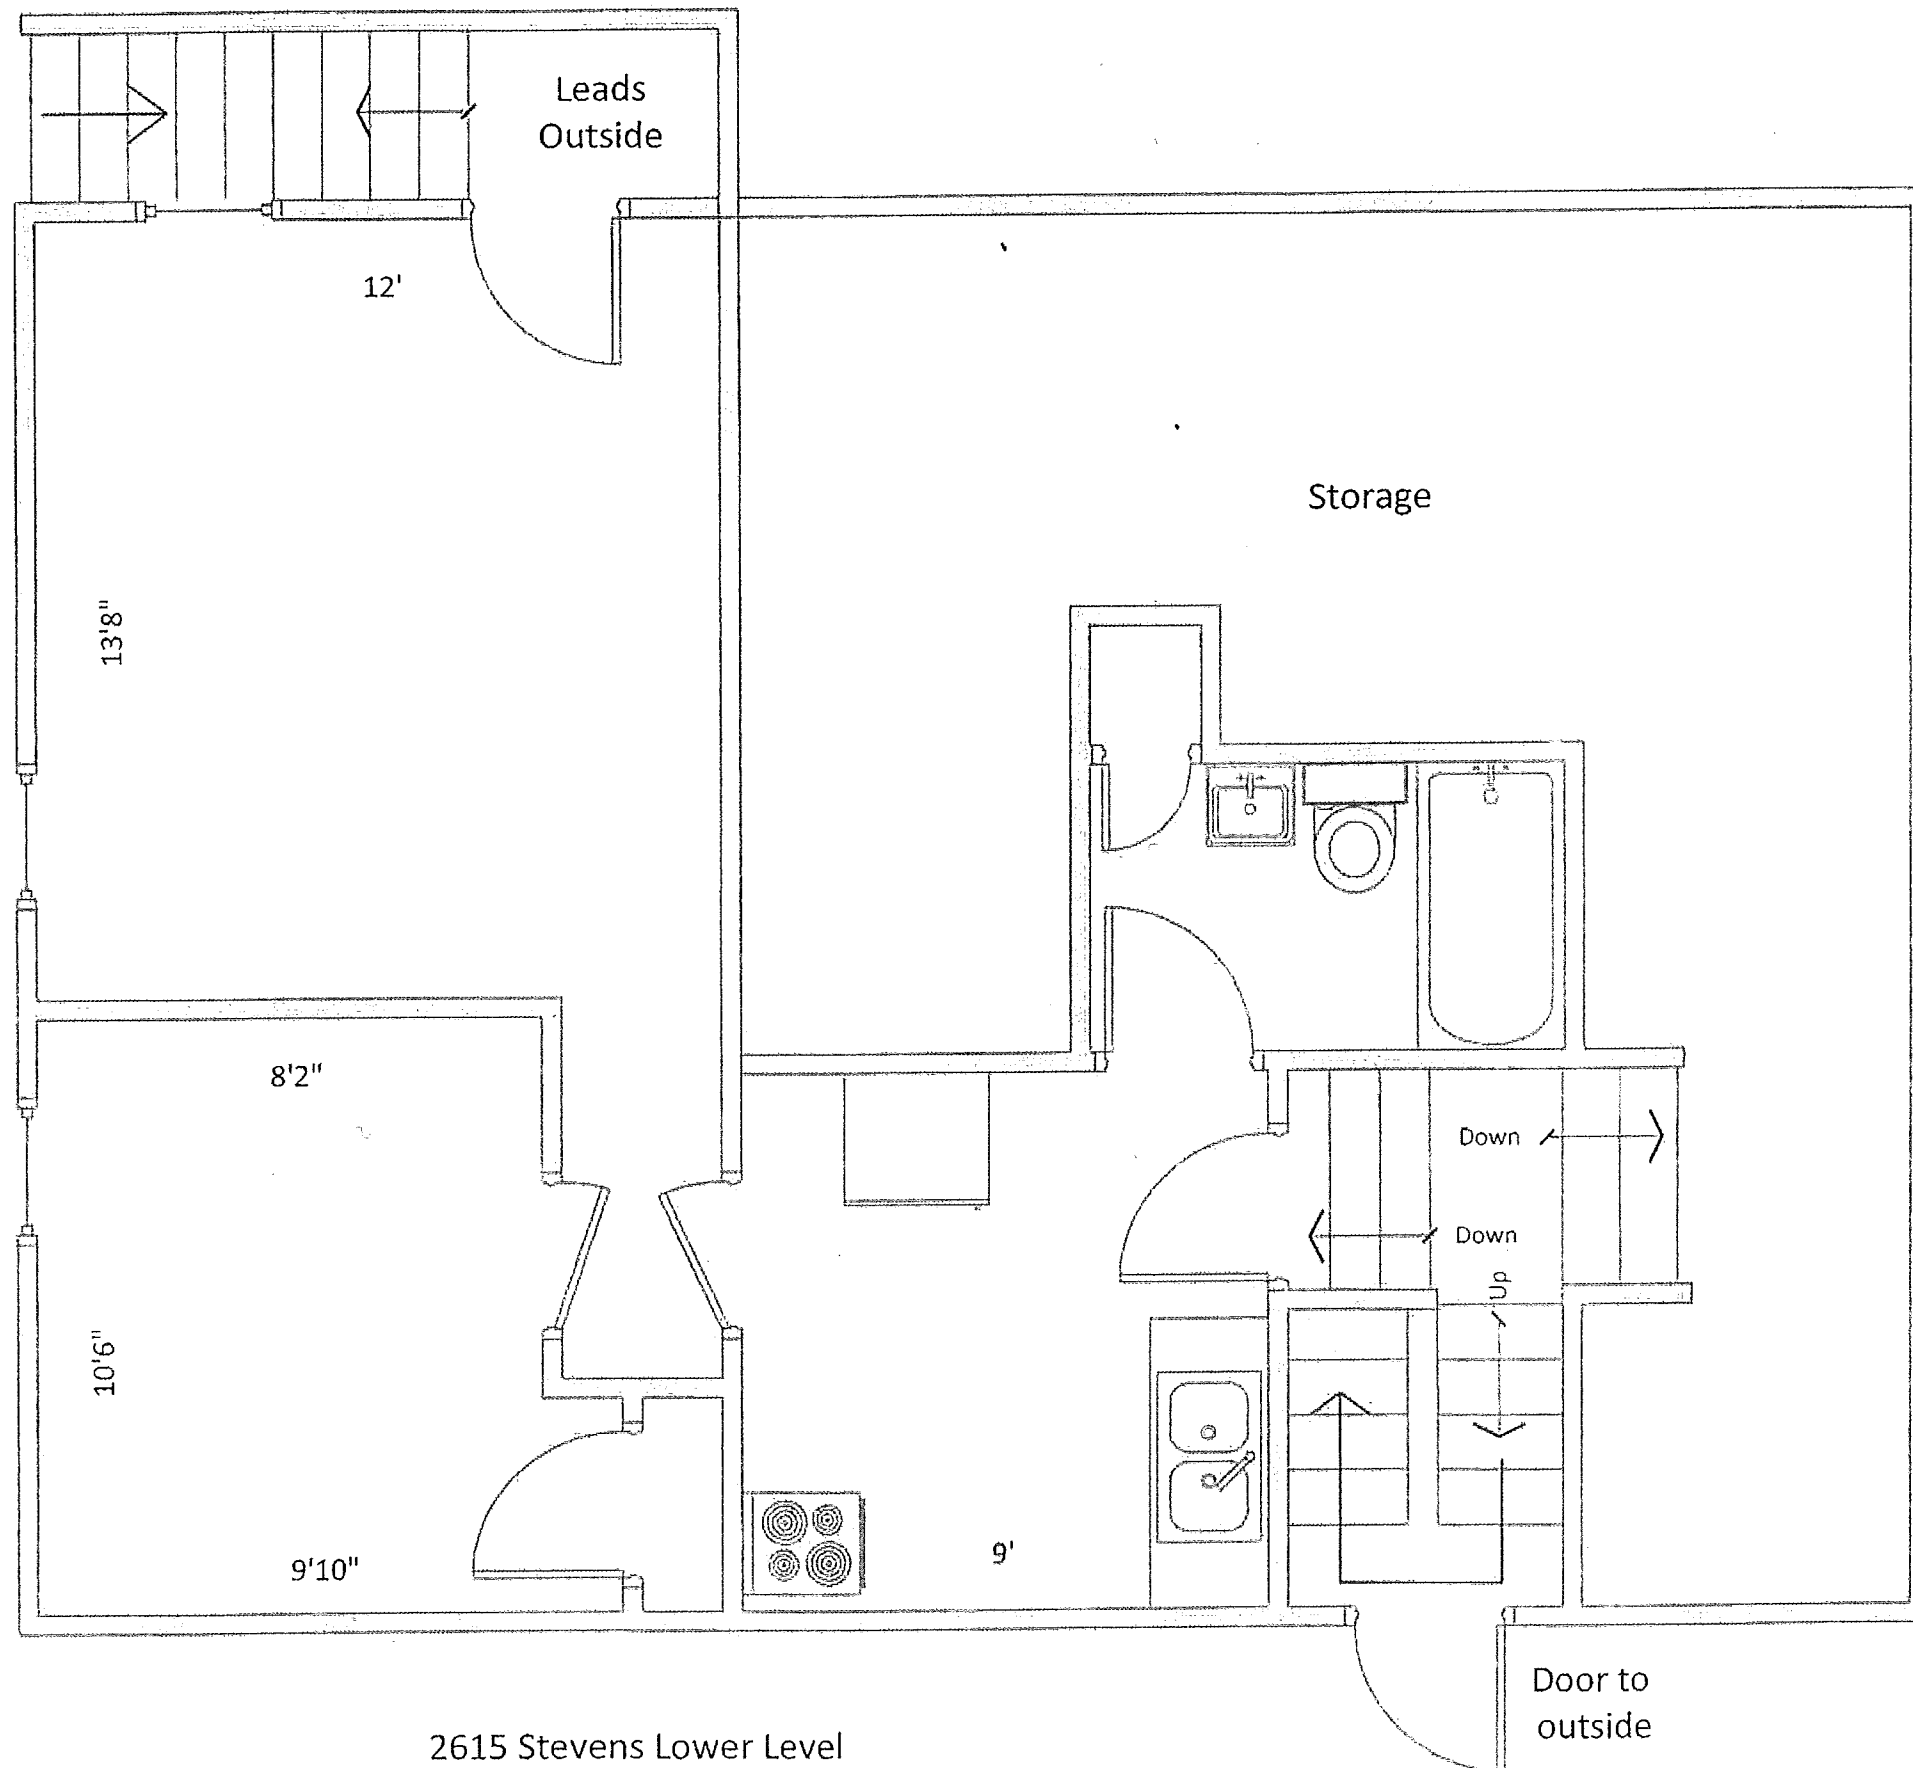 Leads
Outside
12'
Storage
13'8"
8'2"
Down
Down
Up
10'6"
9'
9'10"
Door to
outside
2615 Stevens Lower Level